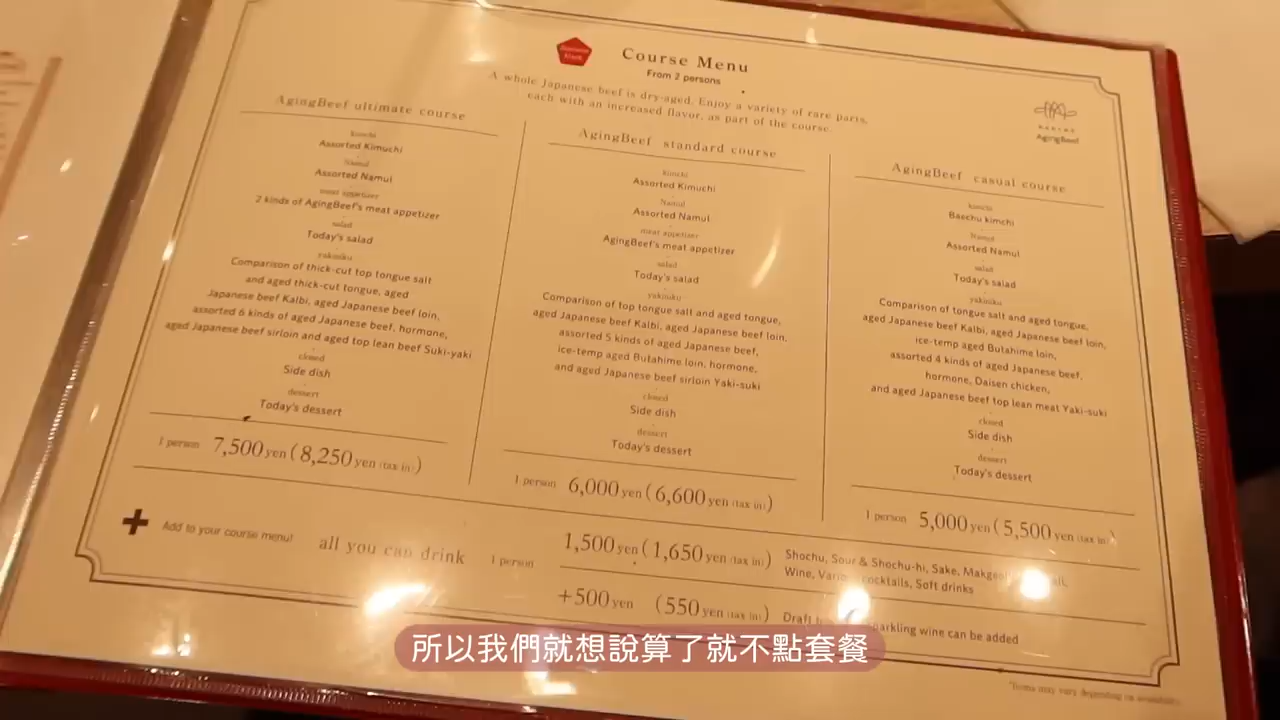 Course Menu
From 2 persons
A whole Japanese beef is dry-aged. Enjoy a variety of rare parts,
each with an increased flavor, as part of the course.
AgingBeef
AgingBeef ultimate course
kimchi
Assorted Kimuchi
Namul
Assorted Namul
meat appetizer
2 kinds of AgingBeef's meat appetizer
salad
Today's salad
yakiniku
Comparison of thick-cut top tongue salt
and aged thick-cut tongue, aged
Japanese beef Kalbi, aged Japanese beef loin,
assorted 6 kinds of aged Japanese beef, hormone,
aged Japanese beef sirloin and aged top lean beef Suki-yaki
closed
Side dish
dessert
Today's dessert
1 person 7,500 yen (8,250 yen (tax in))
AgingBeef standard course
kimchi
Assorted Kimuchi
Namul
Assorted Namul
meat appetizer
AgingBeef's meat appetizer
salad
Today's salad
yakiniku
Comparison of top tongue salt and aged tongue,
aged Japanese beef Kalbi, aged Japanese beef loin,
assorted 5 kinds of aged Japanese beef,
ice-temp aged Butahime loin, hormone,
and aged Japanese beef sirloin Yaki-suki
closed
Side dish
dessert
Today's dessert
1 person 6,000 yen (6,600 yen (tax in))
AgingBeef casual course
kimchi
Baechu kimchi
Namul
Assorted Namul
salad
Today's salad
yakiniku
Comparison of tongue salt and aged tongue,
aged Japanese beef Kalbi, aged Japanese beef loin,
ice-temp aged Butahime loin,
assorted 4 kinds of aged Japanese beef,
hormone, Daisen chicken,
and aged Japanese beef top lean meat Yaki-suki
closed
Side dish
dessert
Today's dessert
1 person 5,000 yen (5,500 yen (tax in))
+ Add to your course menu! all you can drink 1 person
1,500 yen (1,650 yen (tax in)) Shochu, Sour & Shochu-hi, Sake,
Wine, cocktails, Soft drinks
+500 yen (550 yen (tax in)) Draft sparkling wine can be added
*Items may vary depending on
所以我們就想說算了就不點套餐